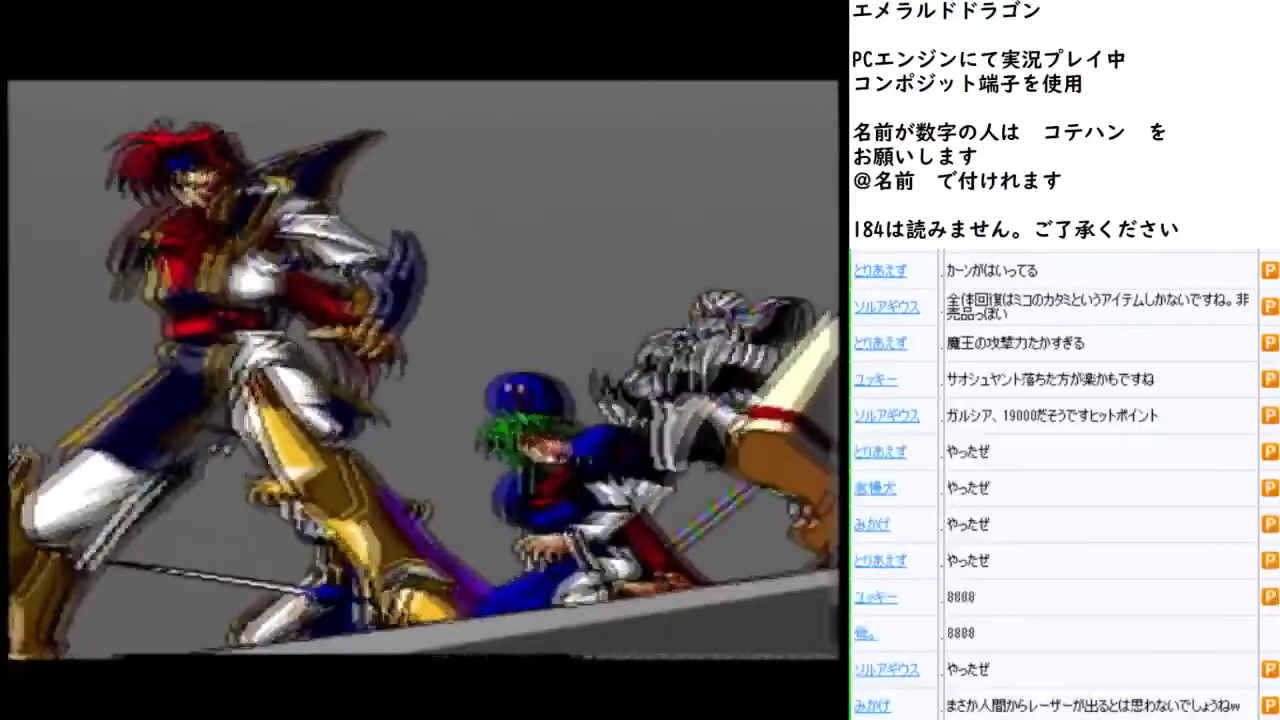 エメラルドドラゴン
PCエンジンにて実況プレイ中
コンポジット端子を使用
名前が数字の人は　コテハン　を
お願いします
＠名前　で付けれます
184は読みません。ご了承ください
とりあえず カーンがはいってる
ソルアギウス 全体回復はミコのカタミというアイテムしかないですね。非
売品っぽい
とりあえず 魔王の攻撃力たかすぎる
ユッキー サオシュヤント落ちた方が楽かもですね
ソルアギウス ガルシア、19000だそうですヒットポイント
とりあえず やったぜ
やったぜ
みかげ やったぜ
とりあえず やったぜ
ユッキー 8888
俺。 8888
ソルアギウス やったぜ
みかげ まさか人間からレーザーが出るとは思わないでしょうねw